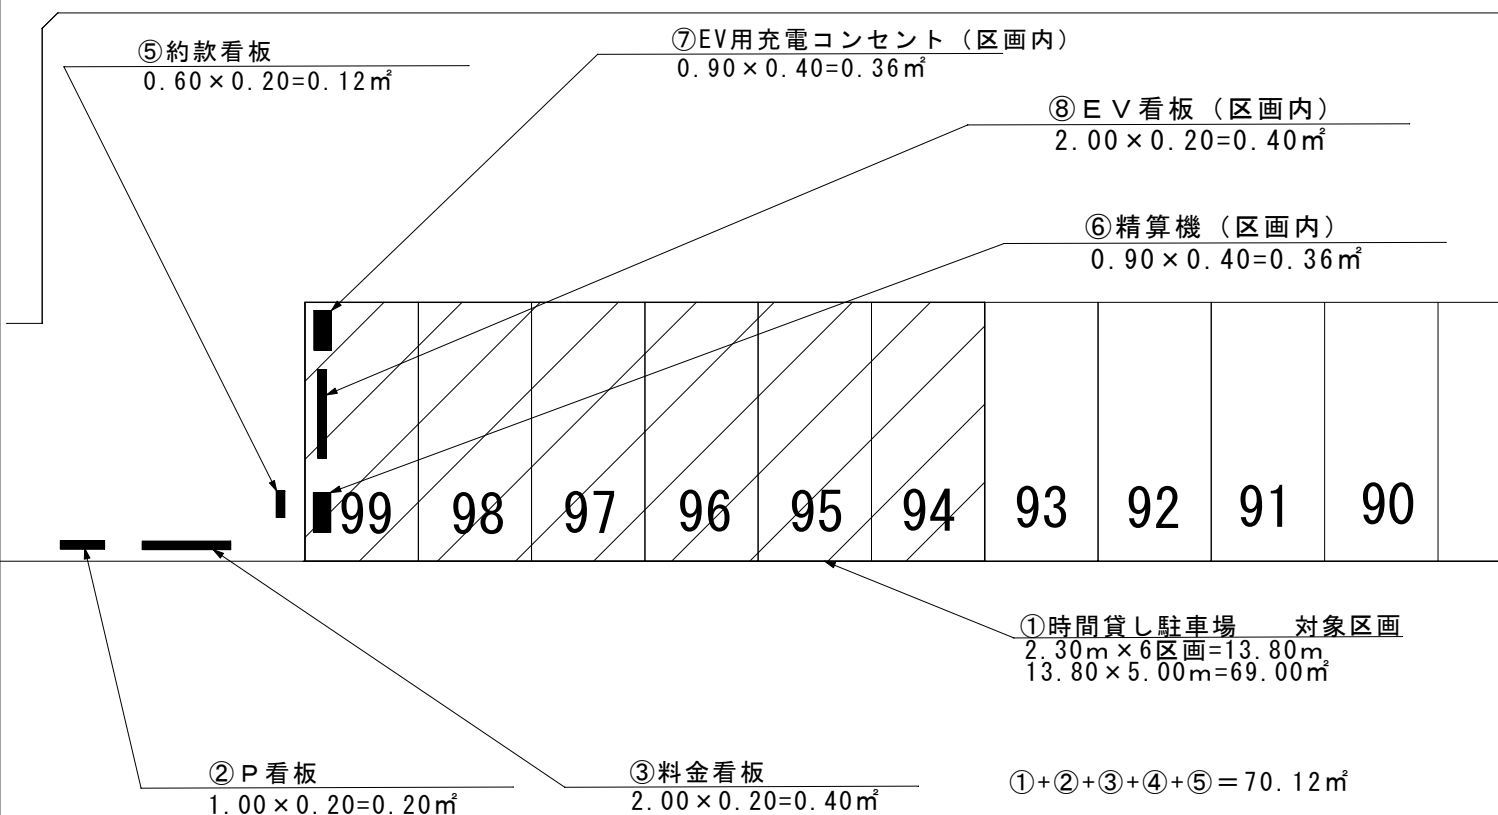 ⑤約款看板
0.60×0.20=0.12㎡
⑦EV用充電コンセント（区画内）
0.90×0.40=0.36㎡
⑧ＥＶ看板（区画内）
2.00×0.20=0.40㎡
⑥精算機（区画内）
0.90×0.40=0.36㎡
99 98 97 96 95 94 93 92 91 90
①時間貸し駐車場　対象区画
2.30ｍ×6区画=13.80ｍ
13.80×5.00ｍ=69.00㎡
②Ｐ看板
1.00×0.20=0.20㎡
③料金看板
2.00×0.20=0.40㎡
①+②+③+④+⑤＝70.12㎡